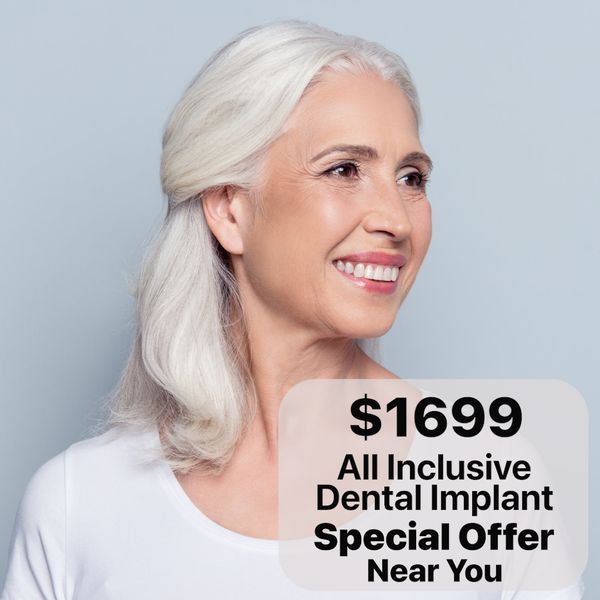 $1699
All Inclusive
Dental Implant
Special Offer
Near You